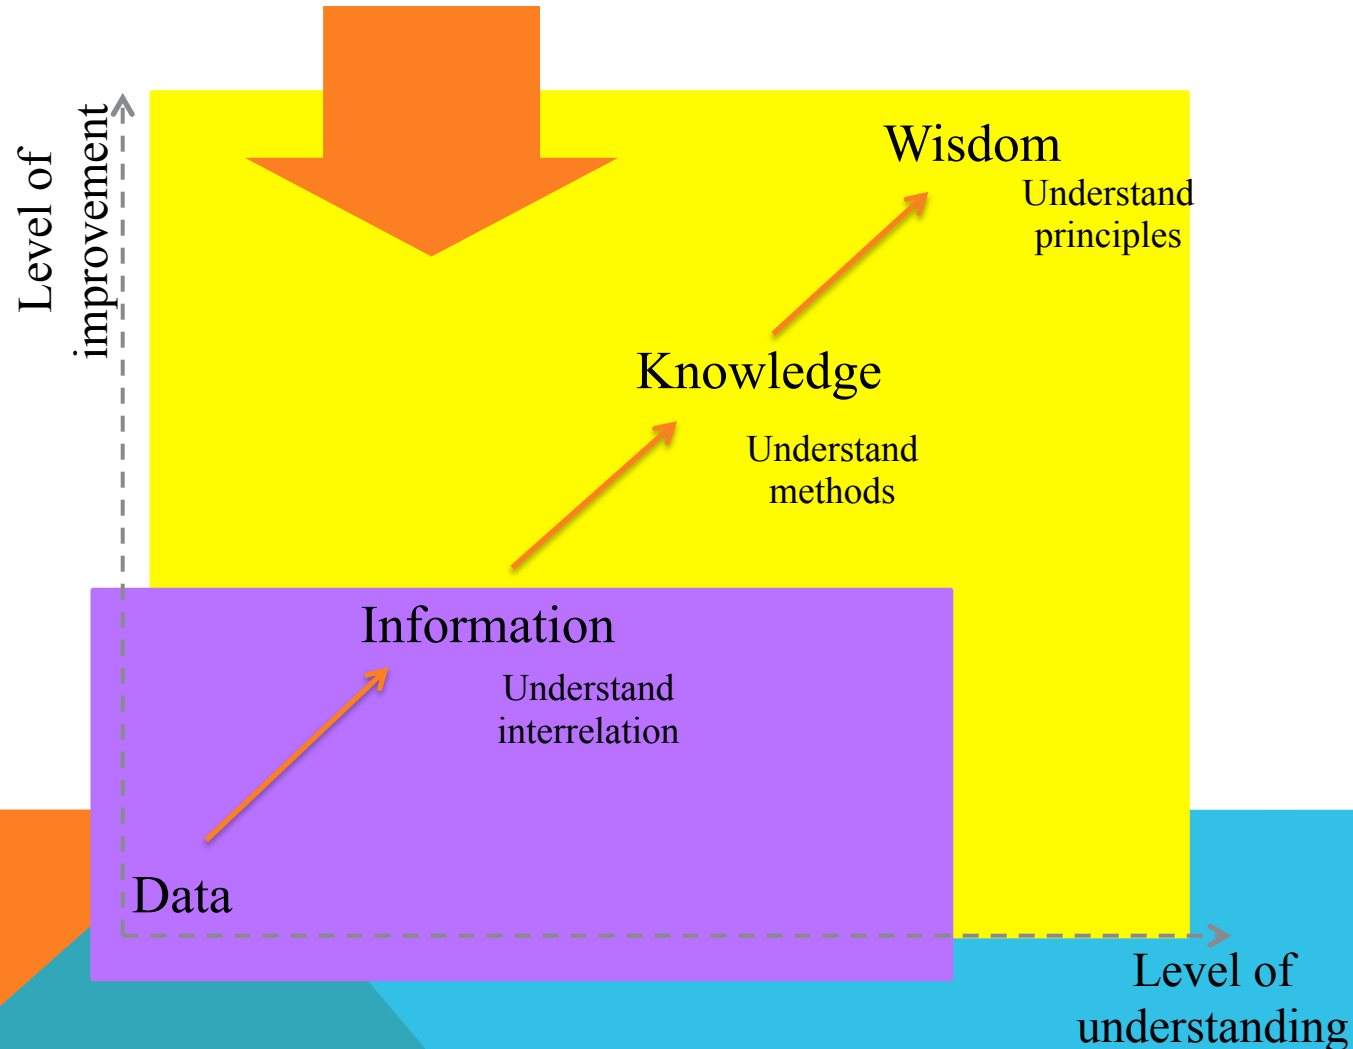 Level of
improvement
Wisdom
Understand
principles
Knowledge
Understand
methods
Information
Understand
interrelation
Data
Level of
understanding